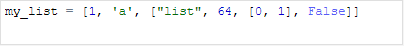 my_list = [1, 'a', ["list", 64, [0, 1], False]]